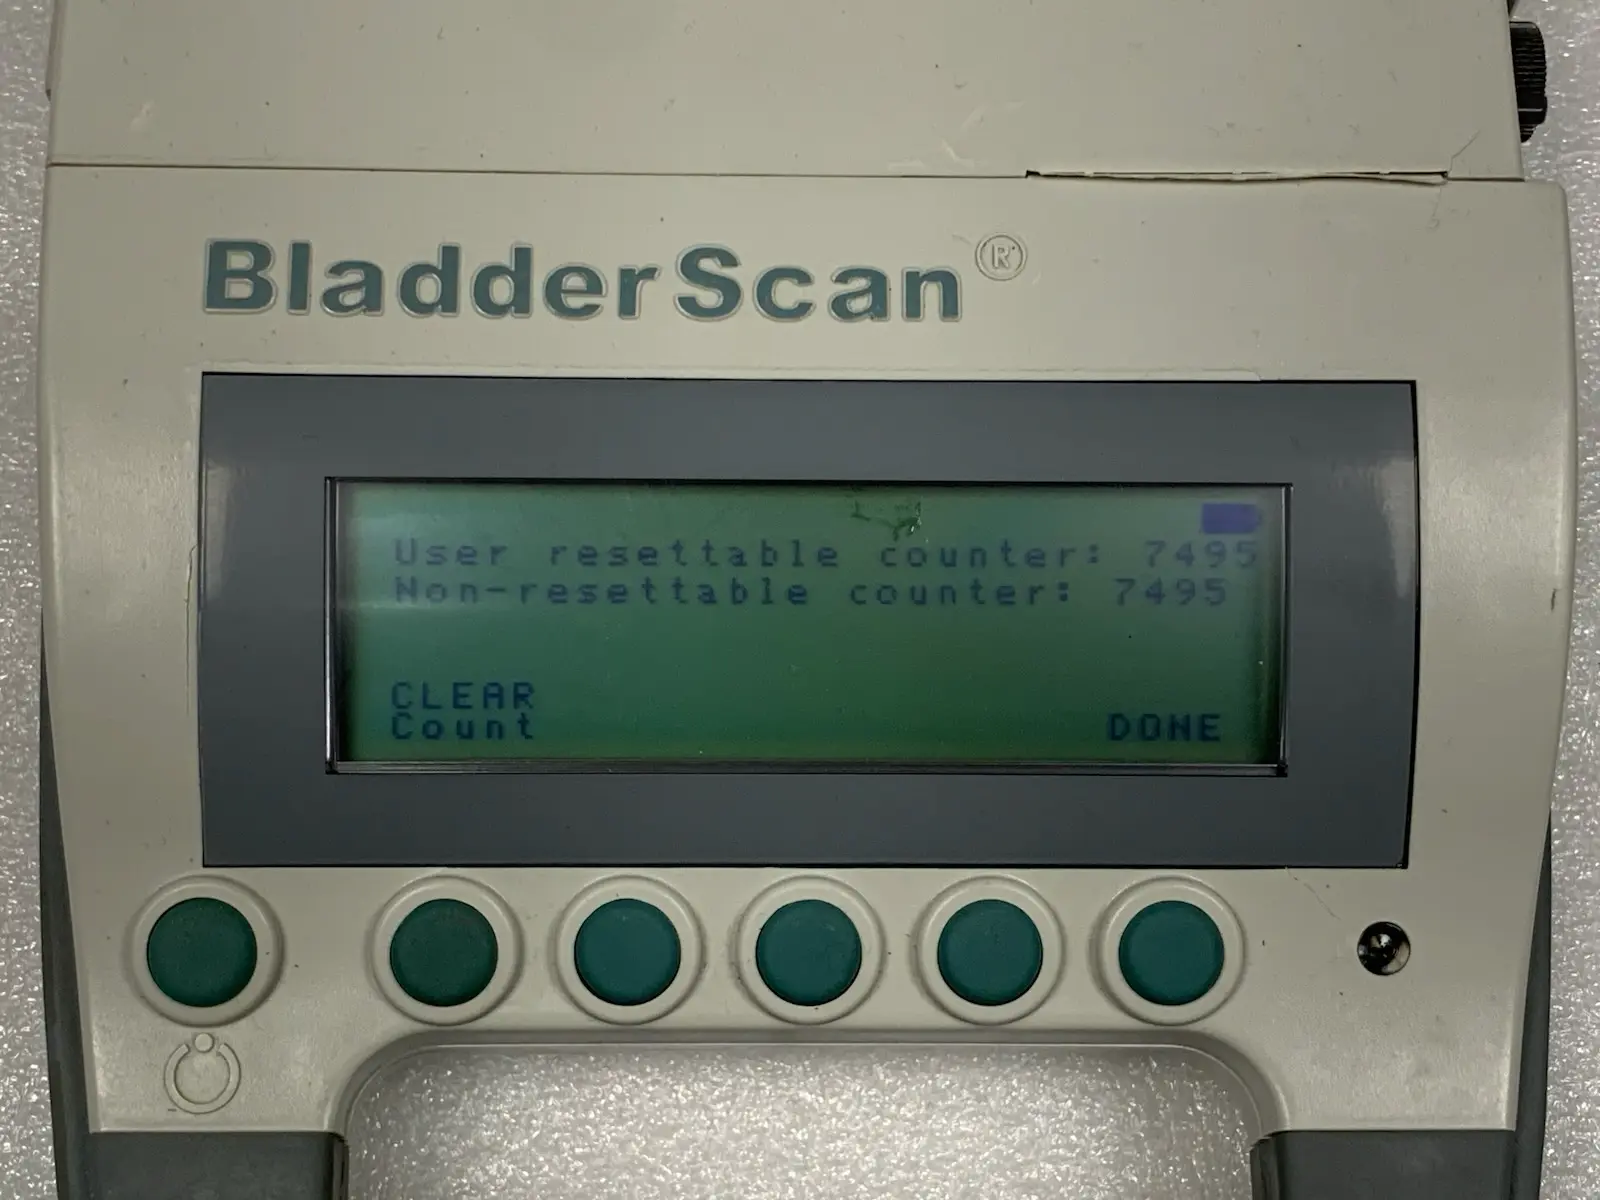 BladderScan®
User resettable counter: 7495
Non-resettable counter: 7495
CLEAR
Count DONE